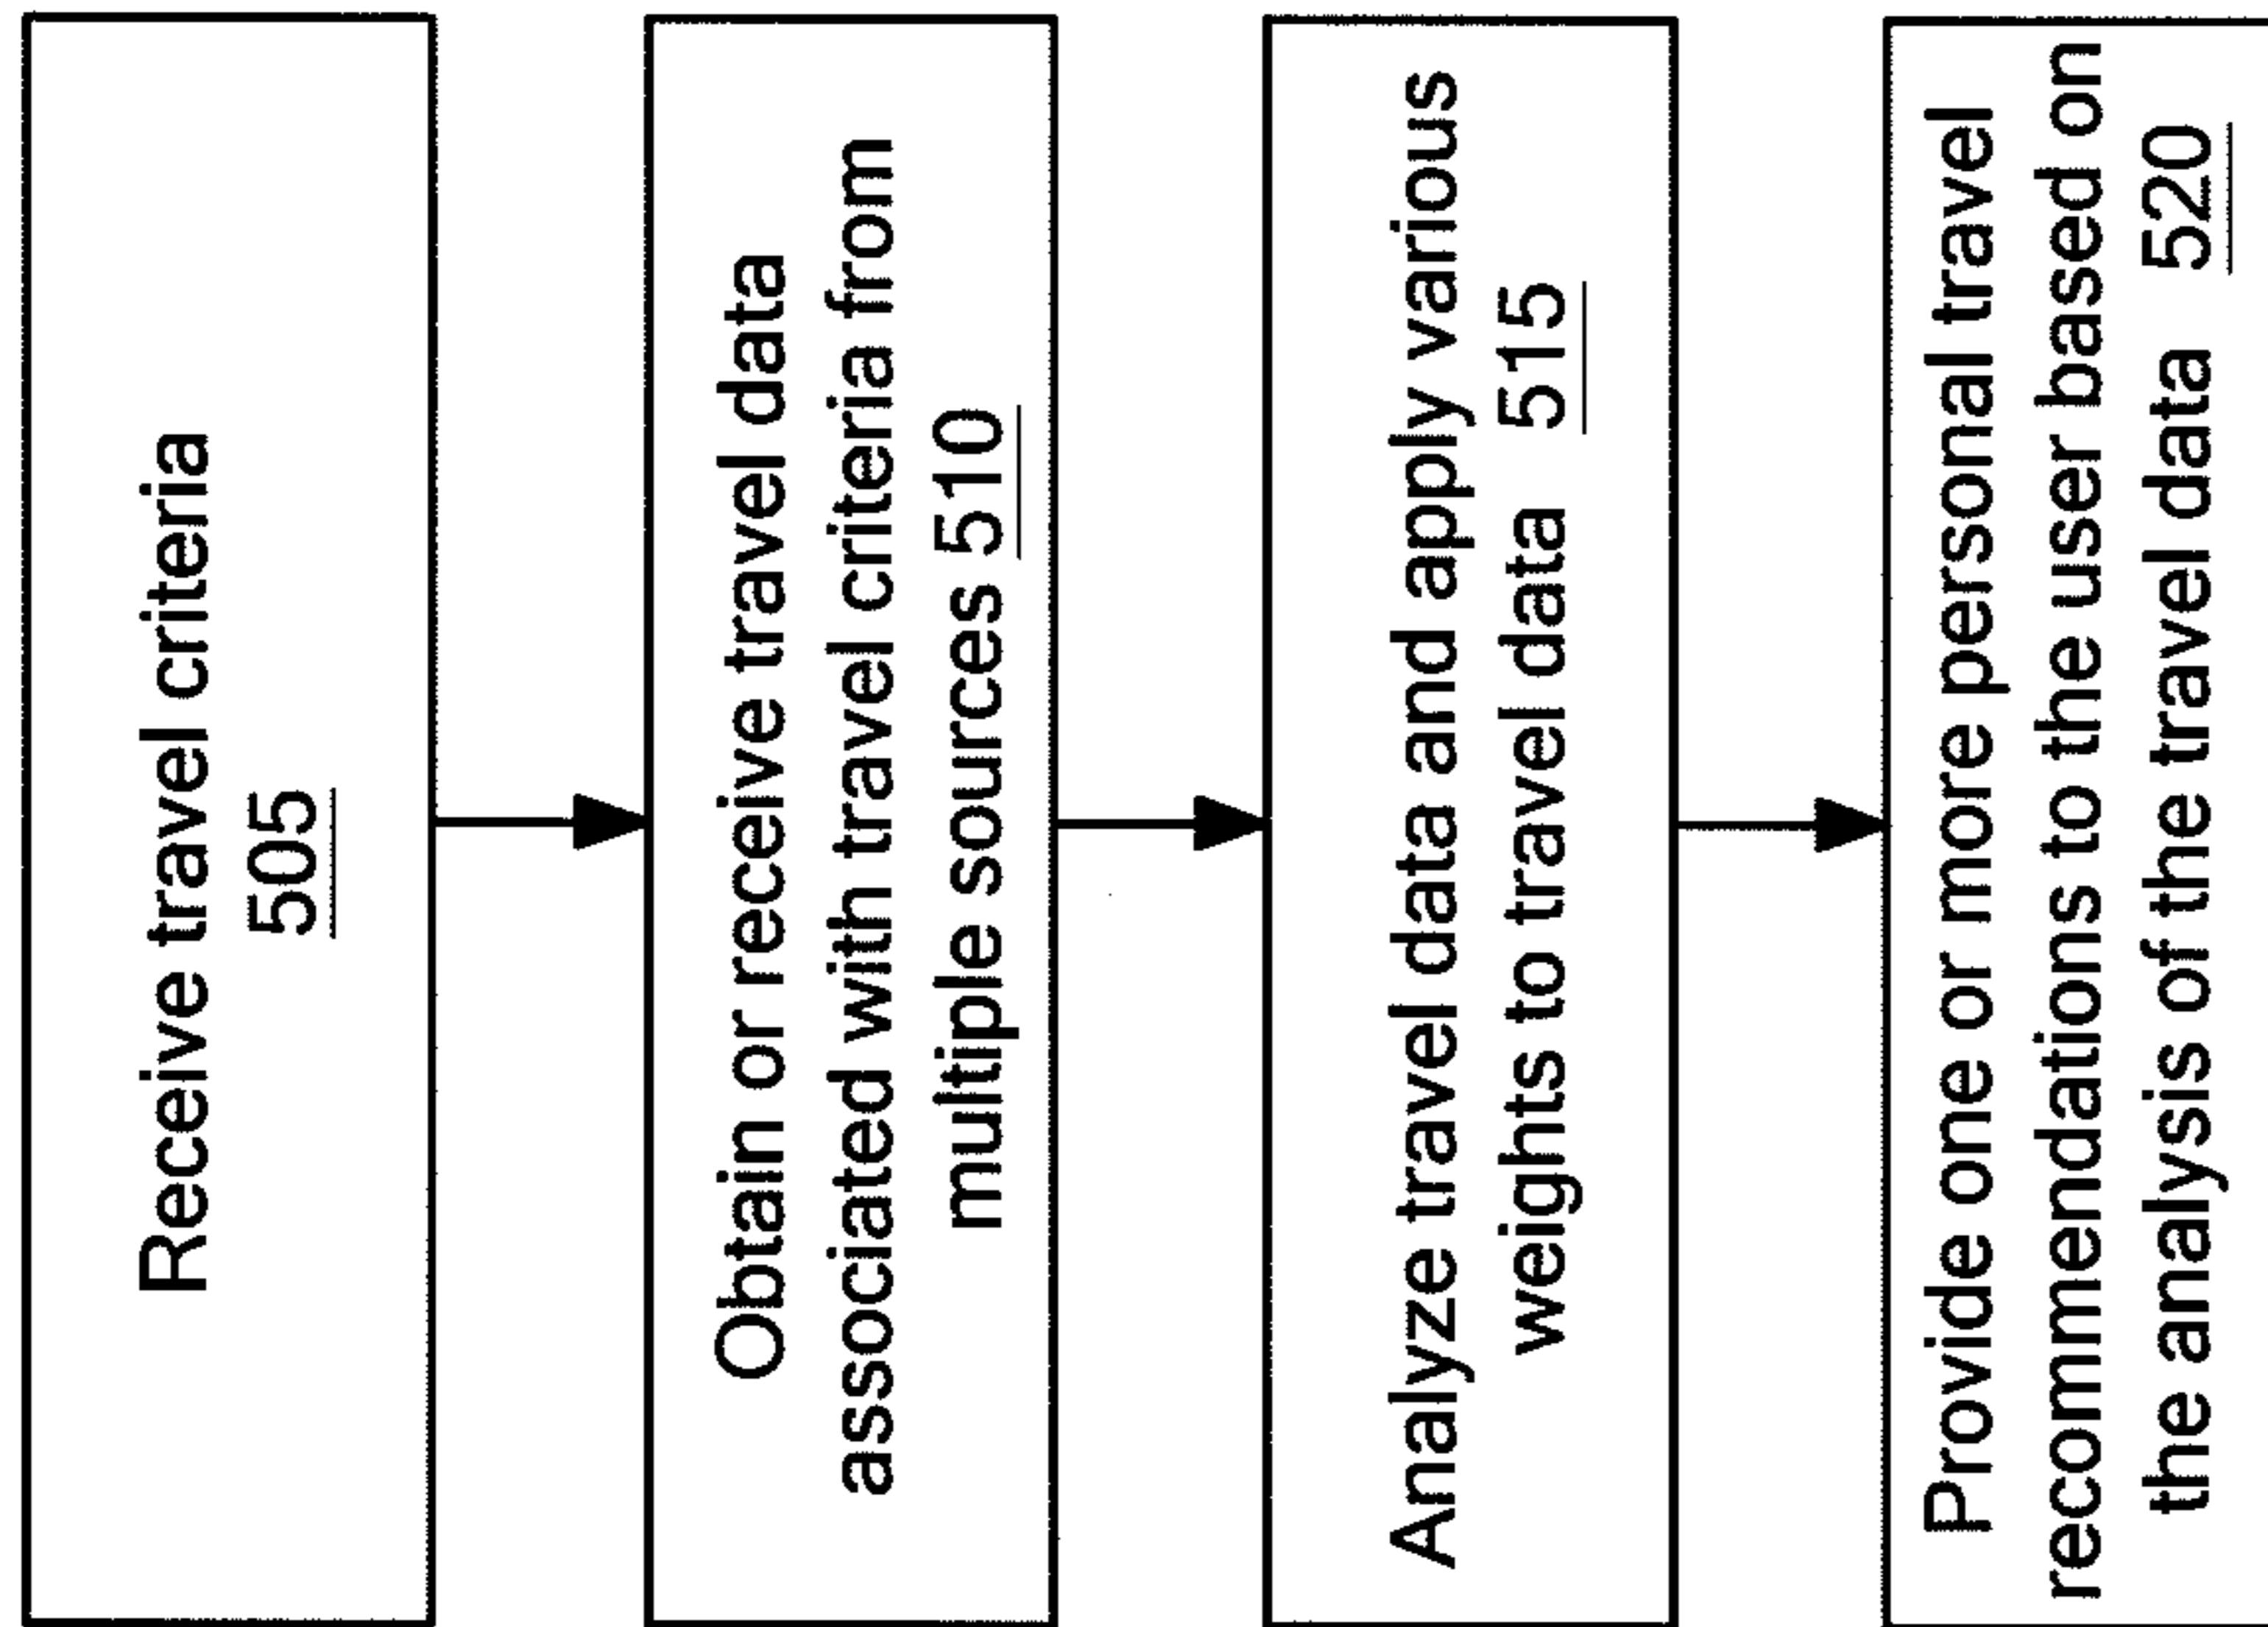 Receive travel criteria
505
Obtain or receive travel data
associated with travel criteria from
multiple sources 510
Analyze travel data and apply various
weights to travel data 515
Provide one or more personal travel
recommendations to the user based on
the analysis of the travel data 520